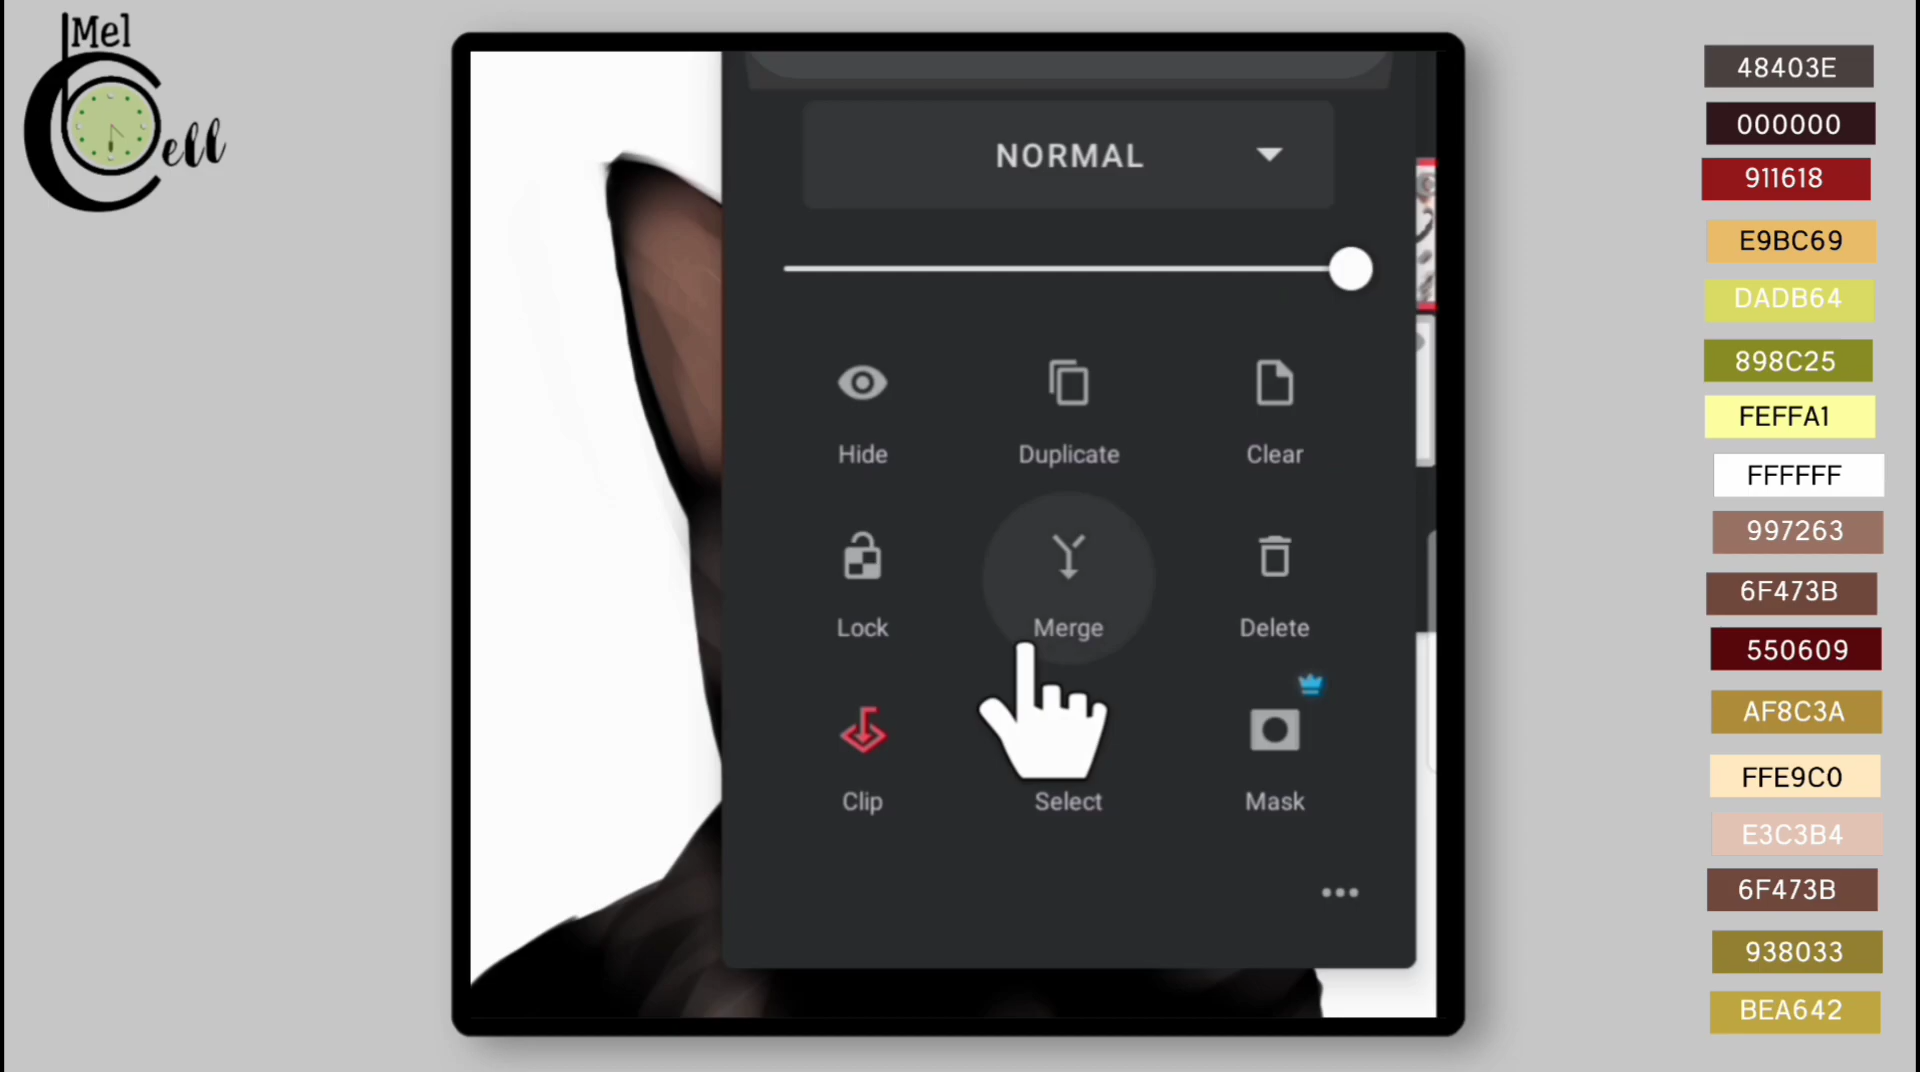 Mel
Cell
NORMAL
Hide
Duplicate
Clear
Lock
Merge
Delete
Clip
Select
Mask
48403E
000000
911618
E9BC69
DADB64
898C25
FEFFA1
FFFFFF
997263
6F473B
550609
AF8C3A
FFE9C0
E3C3B4
6F473B
938033
BEA642